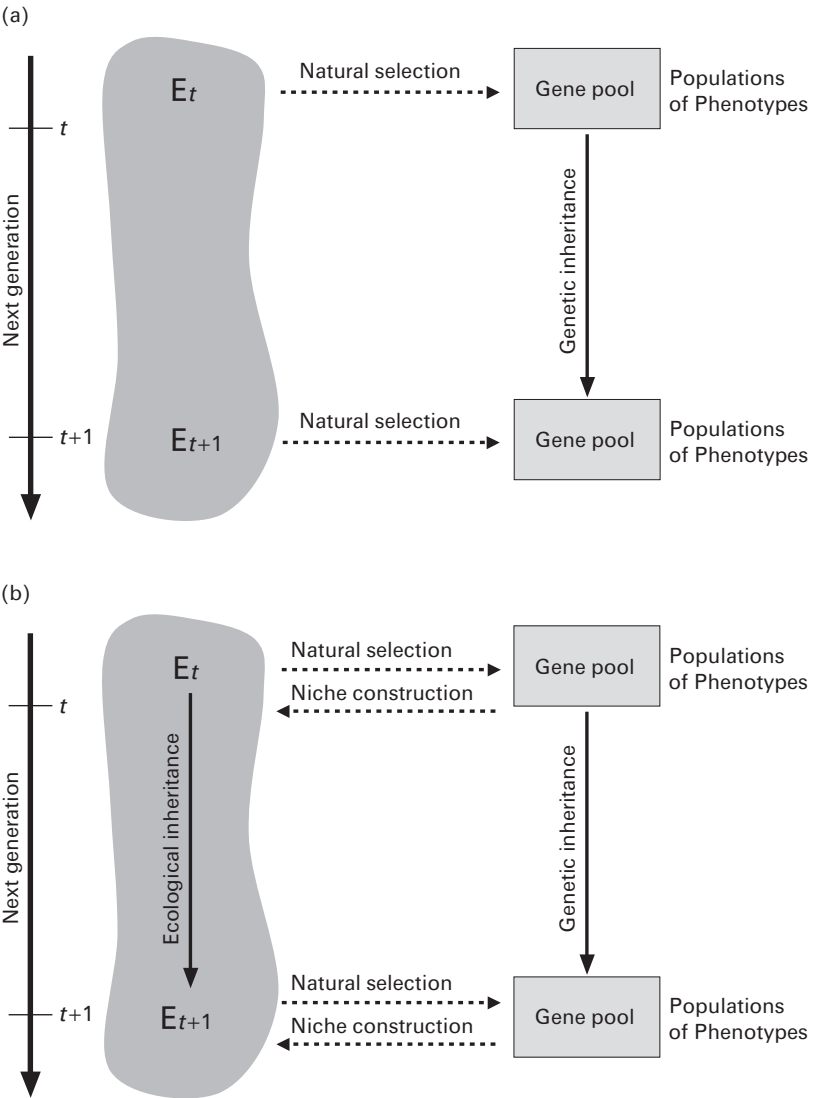 (a)
Et
Natural selection
Gene pool
Populations
of Phenotypes
t
Next generation
Genetic inheritance
t+1
Et+1
Natural selection
Gene pool
Populations
of Phenotypes
(b)
Et
Natural selection
Niche construction
Gene pool
Populations
of Phenotypes
t
Next generation
Ecological inheritance
Genetic inheritance
t+1
Et+1
Natural selection
Niche construction
Gene pool
Populations
of Phenotypes